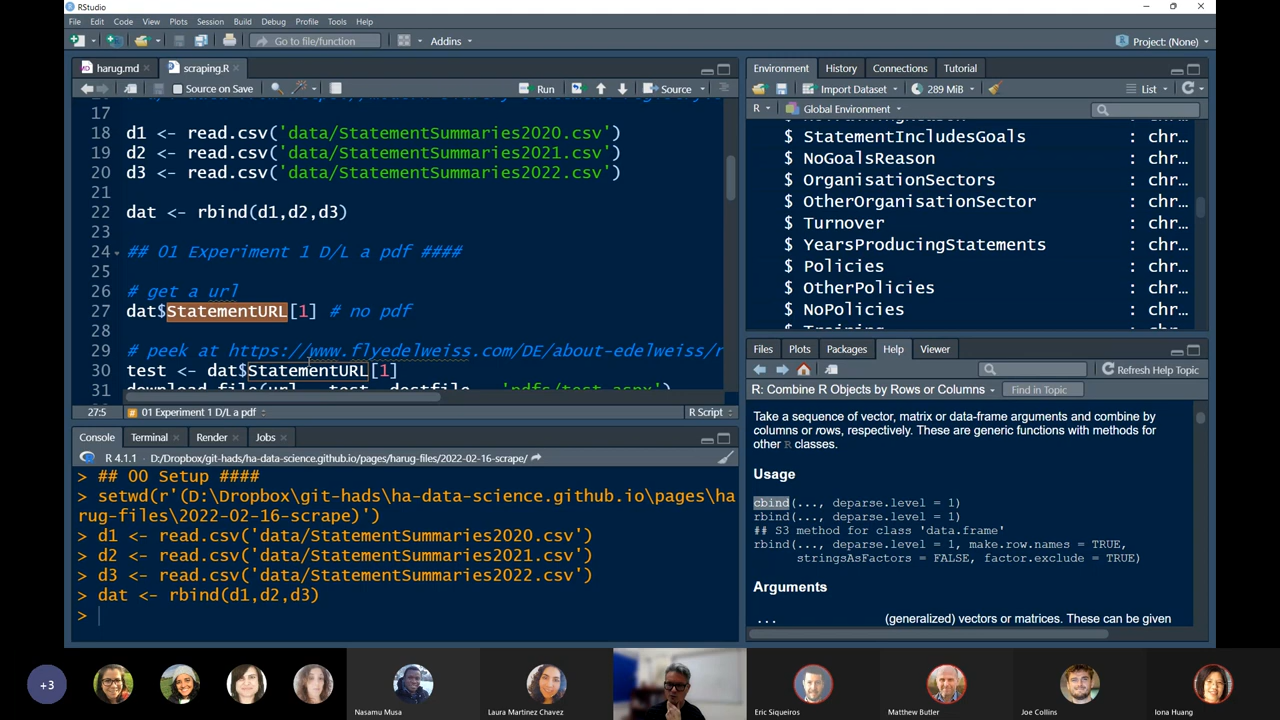 RStudio
File Edit Code View Plots Session Build Debug Profile Tools Help
Go to file/function
Addins
Project: (None)
harug.md
scraping.R
Source on Save
Run
Source
17
18 d1 <- read.csv('data/StatementSummaries2020.csv')
19 d2 <- read.csv('data/StatementSummaries2021.csv')
20 d3 <- read.csv('data/StatementSummaries2022.csv')
21
22 dat <- rbind(d1,d2,d3)
23
24 ## 01 Experiment 1 D/L a pdf ####
25
26 # get a url
27 dat$StatementURL[1] # no pdf
28
29 # peek at https://www.flyedelweiss.com/DE/about-edelweiss/r
30 test <- dat$StatementURL[1]
31 download.file(url = test, destfile = 'pdfs/test.aspx')
27:5 01 Experiment 1 D/L a pdf R Script
Console Terminal Render Jobs
R 4.1.1 · D:/Dropbox/git-hads/ha-data-science.github.io/pages/harug-files/2022-02-16-scrape/
> ## 00 Setup ####
> setwd(r'(D:\Dropbox\git-hads\ha-data-science.github.io\pages\ha
rug-files\2022-02-16-scrape)')
> d1 <- read.csv('data/StatementSummaries2020.csv')
> d2 <- read.csv('data/StatementSummaries2021.csv')
> d3 <- read.csv('data/StatementSummaries2022.csv')
> dat <- rbind(d1,d2,d3)
>
Environment History Connections Tutorial
Import Dataset
289 MiB
List
R Global Environment
$ StatementIncludesGoals : chr…
$ NoGoalsReason : chr…
$ OrganisationSectors : chr…
$ OtherOrganisationSector : chr…
$ Turnover : chr…
$ YearsProducingStatements : chr…
$ Policies : chr…
$ OtherPolicies : chr…
$ NoPolicies : chr…
$ Training : chr…
Files Plots Packages Help Viewer
Refresh Help Topic
R: Combine R Objects by Rows or Columns
Find in Topic
Take a sequence of vector, matrix or data-frame arguments and combine by
columns or rows, respectively. These are generic functions with methods for
other R classes.
Usage
cbind(..., deparse.level = 1)
rbind(..., deparse.level = 1)
## S3 method for class 'data.frame'
rbind(..., deparse.level = 1, make.row.names = TRUE,
stringsAsFactors = FALSE, factor.exclude = TRUE)
Arguments
... (generalized) vectors or matrices. These can be given
+3
Nasamu Musa
Laura Martinez Chavez
Eric Siqueiros
Matthew Butler
Joe Collins
Iona Huang